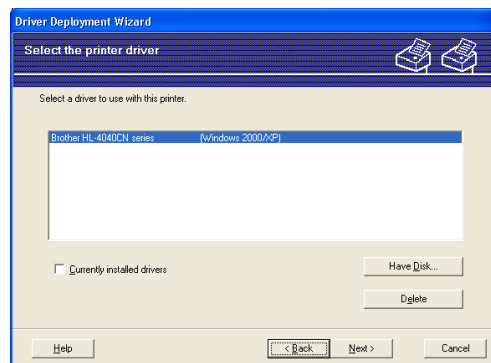 Driver Deployment Wizard
Select the printer driver
Select a driver to use with this printer.
Brother HL-4040CN series (Windows 2000/XP)
Currently installed drivers
Have Disk...
Delete
Help
< Back
Next >
Cancel